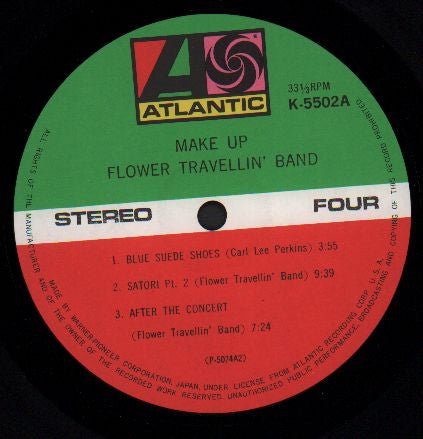 ATLANTIC
33⅓RPM
K-5502A
MAKE UP
FLOWER TRAVELLIN' BAND
STEREO
FOUR
1. BLUE SUEDE SHOES (Carl Lee Perkins) 3:55
2. SATORI Pt. 2 (Flower Travellin' Band) 9:39
3. AFTER THE CONCERT
(Flower Travellin' Band) 7:24
(P-5074A2)
ALL RIGHTS OF THE MANUFACTURER AND OF THE OWNER OF THE RECORDED WORK RESERVED. UNAUTHORIZED PUBLIC PERFORMANCE, BROADCASTING AND COPYING OF THIS RECORD PROHIBITED
MADE BY WARNER-PIONEER CORPORATION, JAPAN, UNDER LICENSE FROM ATLANTIC RECORDING CORP. U.S.A.